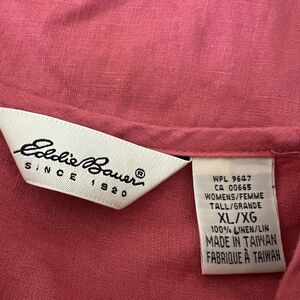 Eddie Bauer®
SINCE 1920
WPL 9647
CA 00665
WOMENS/FEMME
TALL/GRANDE
XL/XG
100% LINEN/LIN
MADE IN TAIWAN
FABRIQUÉ À TAIWAN